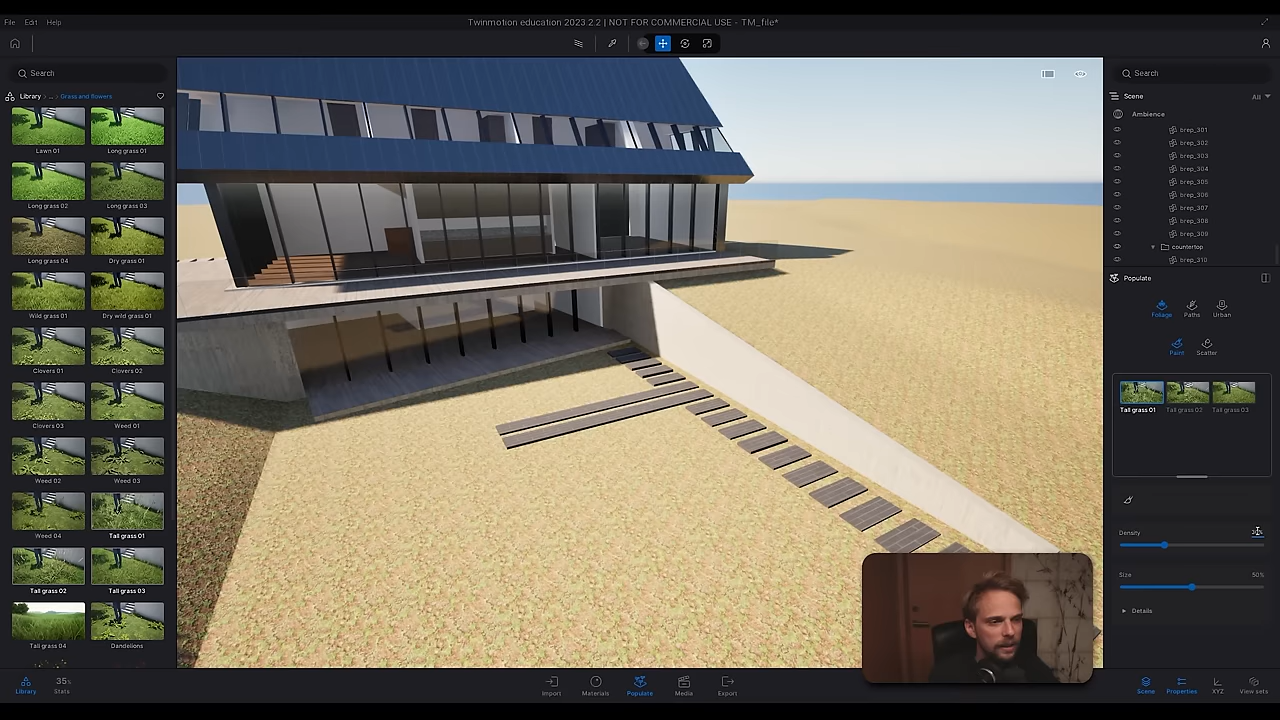 File Edit Help
Twinmotion education 2023.2.2 | NOT FOR COMMERCIAL USE - TM_file*
Search
Library > ... > Grass and flowers
Lawn 01
Long grass 01
Long grass 02
Long grass 03
Long grass 04
Dry grass 01
Wild grass 01
Dry wild grass 01
Clovers 01
Clovers 02
Clovers 03
Weed 01
Weed 02
Weed 03
Weed 04
Tall grass 01
Tall grass 02
Tall grass 03
Tall grass 04
Dandelions
Search
Scene
All
Ambience
brep_301
brep_302
brep_303
brep_304
brep_305
brep_306
brep_307
brep_308
brep_309
countertop
brep_310
Populate
Foliage
Paths
Urban
Paint
Scatter
Tall grass 01
Tall grass 02
Tall grass 03
Density
Size
50%
Details
Library
35%
Stats
Import
Materials
Populate
Media
Export
Scene
Properties
XYZ
View sets